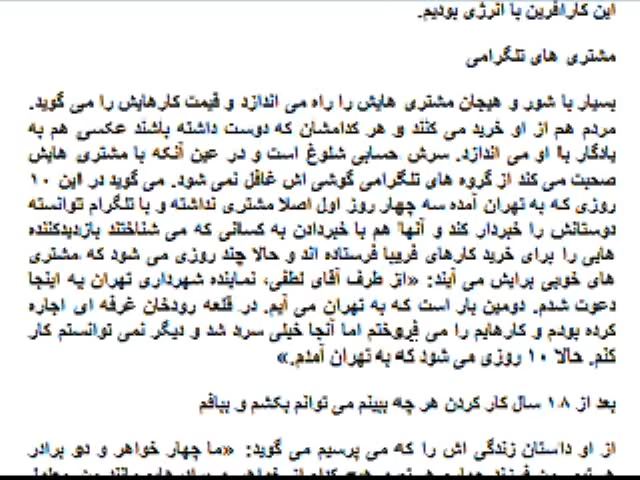 این کارآفرین با انرژی بودیم.
مشتری های تلگرامی
بسیار با شور و هیجان مشتری هایش را راه می اندازد و قیمت کارهایش را می گوید.
مردم هم از او خرید می کنند و هر کدامشان که دوست داشته باشند عکسی هم به
یادگار باا او می اندازد. سرش حسابی شلوغ است و در عین آنکه با مشتری هایش
صحبت می کند از گروه های تلگرامی گوشی اش غافل نمی شود. می گوید در این ۱۰
روزی که به تهران آمده سه چهار روز اول اصلا مشتری نداشته و با تلگرام توانسته
دوستانش را خبردار کند و آنها هم با خبردادن به کسانی که می شناختند بازدیدکننده
هایی را برای خرید کارهای فریبا فرستاده اند و حالا چند روزی می شود که مشتری
های خوبی برایش می آیند: «از طرف آقای لطفی، نماینده شهرداری تهران به اینجا
دعوت شدم. دومین بار است که به تهران می آیم. در قلعه رودخان غرفه ای اجاره
کرده بودم و کارهایم را می فروختم اما آنجا خیلی سرد شد و دیگر نمی توانستم کار
کنم. حالا ۱۰ روزی می شود که به تهران آمدم.»
بعد از ۱۸ سال کار کردن هر چه ببینم می توانم بکشم و ببافم
از او داستان زندگی اش را که می پرسیم می گوید: «ما چهار خواهر و دو برادر